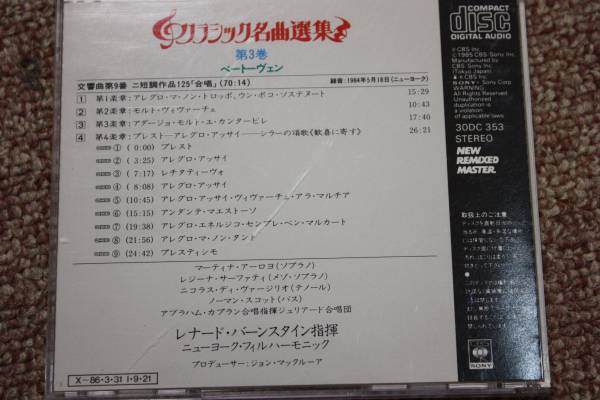 クラシック名曲選集
第3巻
ベートーヴェン
交響曲第9番 ニ短調作品125「合唱」(70:14)
録音:1964年5月18日(ニューヨーク)
1 第1楽章:アレグロ・マ・ノン・トロッポ、ウン・ポコ・ソステヌート 15:29
2 第2楽章:モルト・ヴィヴァーチェ 10:43
3 第3楽章:アダージョ・モルト・エ・カンタービレ 17:40
4 第4楽章:プレスト──アレグロ・アッサイ──シラーの頌歌《歓喜に寄す》 26:21
① ( 0:00) プレスト
② ( 3:25) アレグロ・アッサイ
③ ( 7:17) レチタティーヴォ
④ ( 8:08) アレグロ・アッサイ
⑤ (10:45) アレグロ・アッサイ・ヴィヴァーチェ・アラ・マルチア
⑥ (15:15) アンダンテ・マエストーソ
⑦ (19:38) アレグロ・エネルジコ・センプレ・ベン・マルカート
⑧ (21:56) アレグロ・マ・ノン・タント
⑨ (24:42) プレスティシモ
マーティナ・アーロヨ(ソプラノ)
レジーナ・サーファティ(メゾ・ソプラノ)
ニコラス・ディ・ヴァージリオ(テノール)
ノーマン・スコット(バス)
アブラハム・カプラン合唱指揮ジュリアード合唱団
レナード・バーンスタイン指揮
ニューヨーク・フィルハーモニック
プロデューサー:ジョン・マックルーア
X-86・3・31 I・9・21
COMPACT
disc
DIGITAL AUDIO
Ⓟ CBS Inc.
© 1985 CBS/Sony Inc.
Manufactured by
CBS/Sony Inc.
(Tokyo Japan)
CBS Inc.
SONY Sony Corp.
WARNING:
All Rights
Reserved.
Unauthorized
duplication is
a violation of
applicable laws.
30DC 353
STEREO
NEW
REMIXED
MASTER
取扱上のご注意
SONY